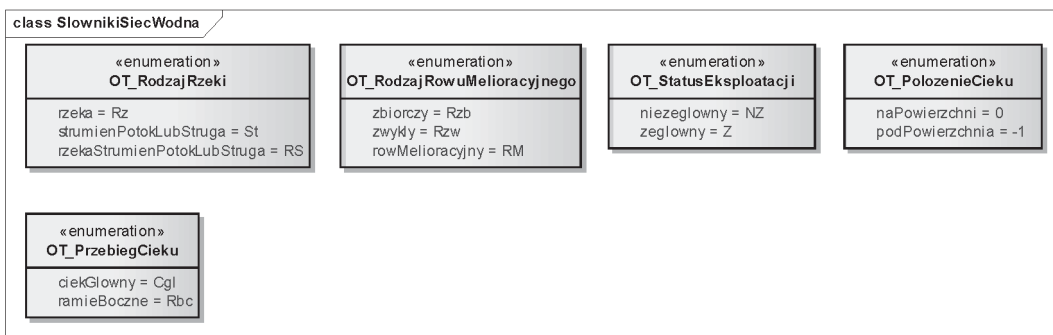 class SlownikiSiecWodna
«enumeration»
OT_RodzajRzeki
rzeka = Rz
strumienPotokLubStruga = St
rzekaStrumienPotokLubStruga = RS
«enumeration»
OT_RodzajRowuMelioracyjnego
zbiorczy = Rzb
zwykly = Rzw
rowMelioracyjny = RM
«enumeration»
OT_StatusEksploatacji
niezeglowny = NZ
zeglowny = Z
«enumeration»
OT_PolozenieCieku
naPowierzchni = 0
podPowierzchnia = -1
«enumeration»
OT_PrzebiegCieku
ciekGlowny = Cgl
ramieBoczne = Rbc